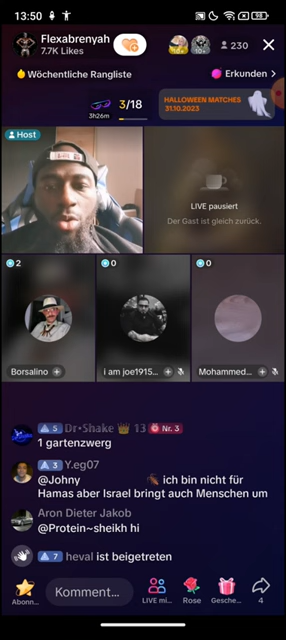 13:50
98
Flexabrenyah
7.7K Likes
230
Wöchentliche Rangliste
Erkunden >
3h26m
3/18
HALLOWEEN MATCHES
31.10.2023
Host
LIVE pausiert
Der Gast ist gleich zurück.
2
0
0
Borsalino
i am joe1915...
Mohammed...
5 Dr•Shake 13 Nr. 3
1 gartenzwerg
3 Y.eg07
@Johny ich bin nicht für
Hamas aber Israel bringt auch Menschen um
Aron Dieter Jakob
@Protein~sheikh hi
7 heval ist beigetreten
Abonn...
Komment...
LIVE mi...
Rose
Gesche...
4